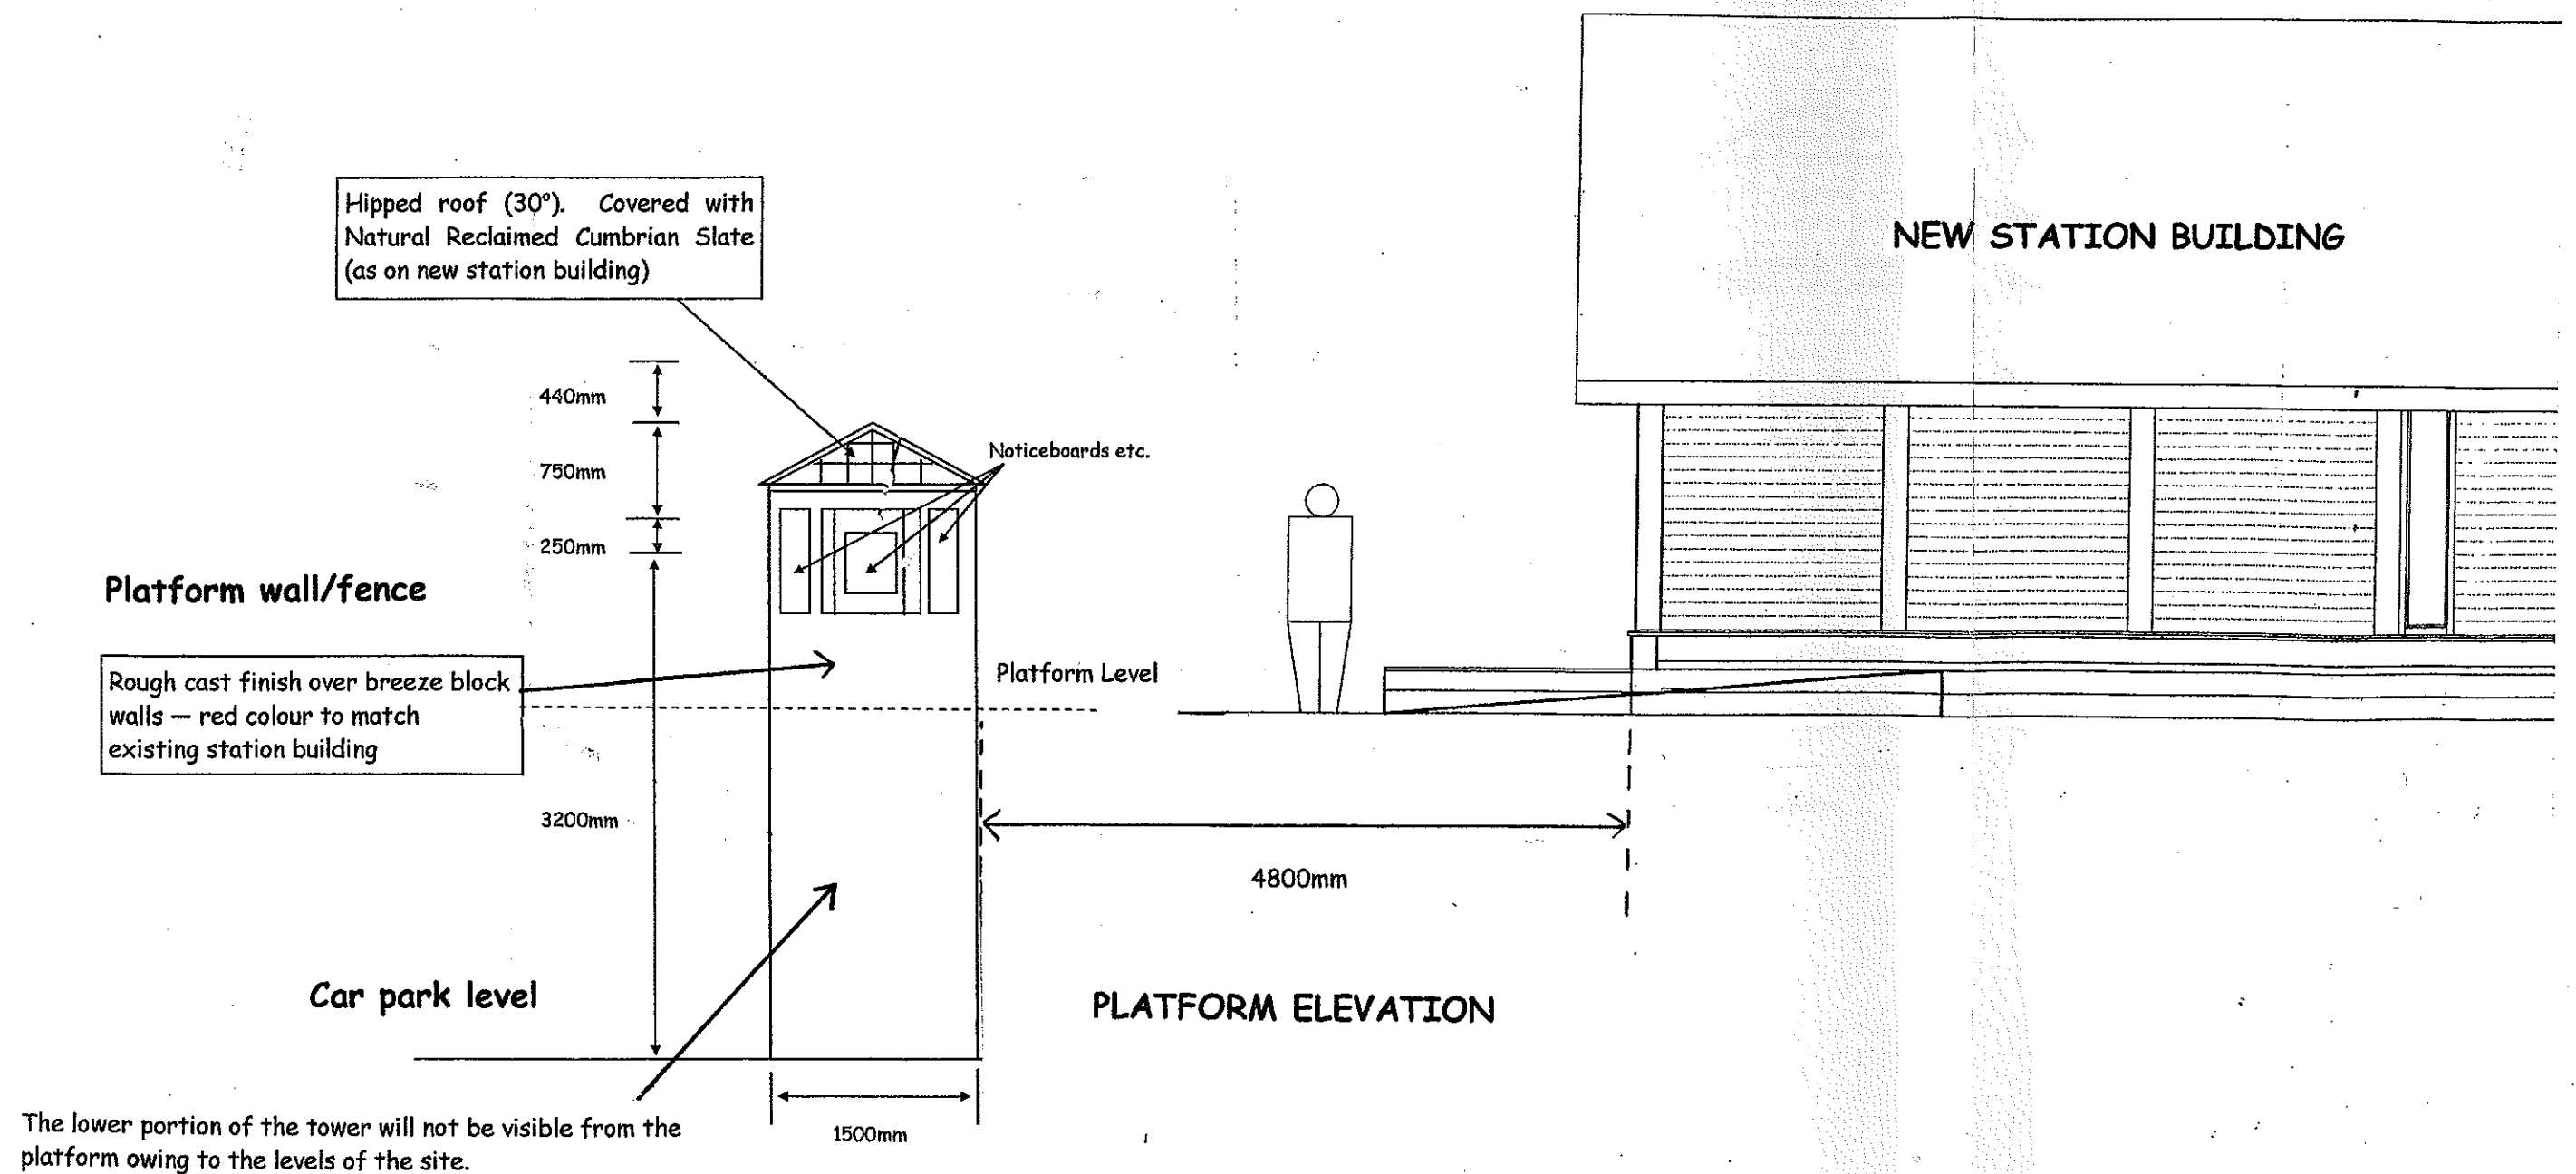 Hipped roof (30°). Covered with
Natural Reclaimed Cumbrian Slate
(as on new station building)
NEW STATION BUILDING
440mm
750mm
250mm
Noticeboards etc.
Platform wall/fence
Rough cast finish over breeze block
walls — red colour to match
existing station building
Platform Level
3200mm
4800mm
Car park level
PLATFORM ELEVATION
The lower portion of the tower will not be visible from the
platform owing to the levels of the site.
1500mm